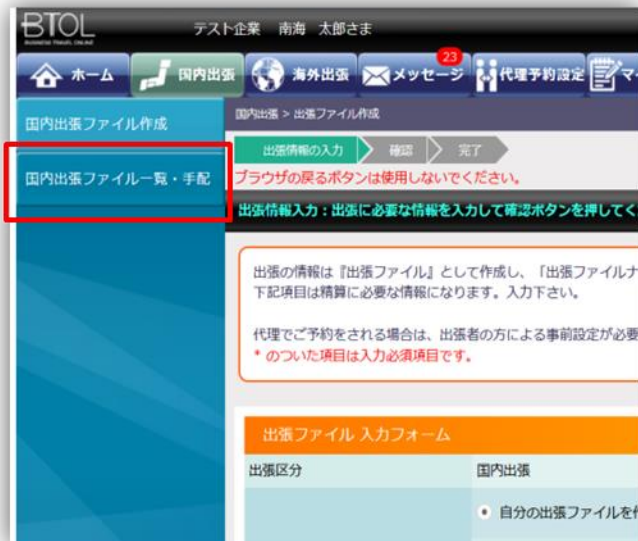 BTOL
BUSINESS TRAVEL ONLINE
テスト企業 南海 太郎さま
ホーム
国内出張
海外出張
メッセージ
23
代理予約設定
マイ
国内出張ファイル作成
国内出張ファイル一覧・手配
国内出張 > 出張ファイル作成
出張情報の入力
確認
完了
ブラウザの戻るボタンは使用しないでください。
出張情報入力：出張に必要な情報を入力して確認ボタンを押してく
出張の情報は『出張ファイル』として作成し、「出張ファイルナ
下記項目は精算に必要な情報になります。入力下さい。
代理でご予約をされる場合は、出張者の方による事前設定が必要
* のついた項目は入力必須項目です。
出張ファイル 入力フォーム
出張区分
国内出張
自分の出張ファイルを作